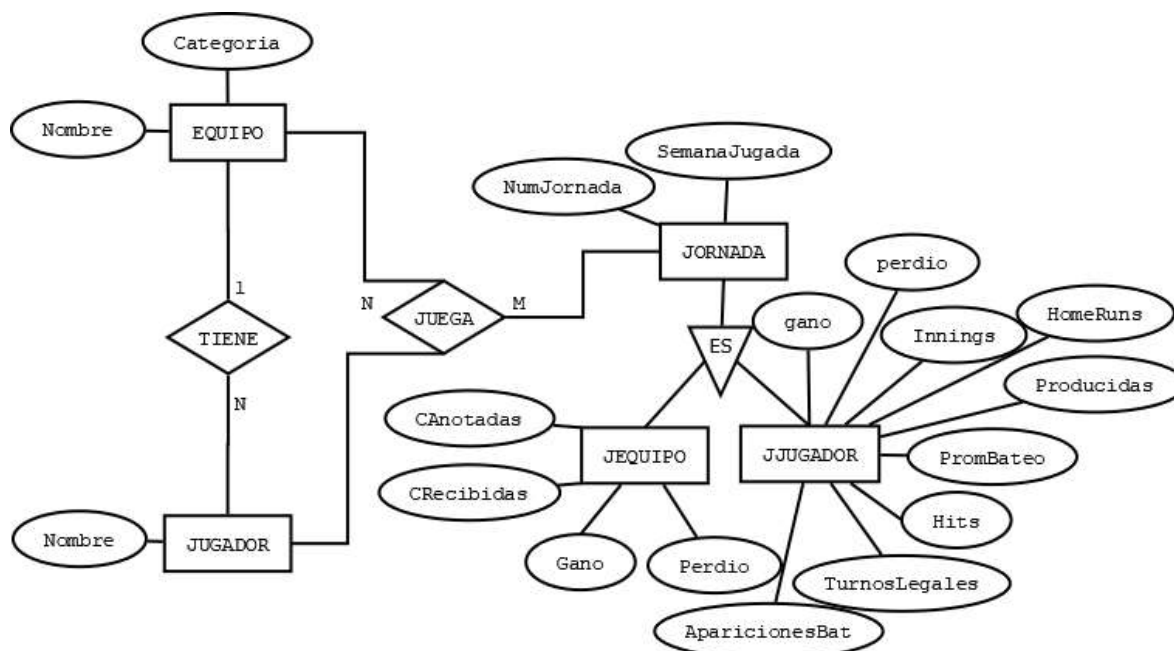 Categoria
Nombre
EQUIPO
SemanaJugada
NumJornada
JORNADA
perdio
1
N
JUEGA
M
gano
HomeRuns
TIENE
ES
Innings
Producidas
N
CAnotadas
JEQUIPO
JJUGADOR
PromBateo
CRecibidas
Hits
Nombre
JUGADOR
Gano
Perdio
TurnosLegales
AparicionesBat